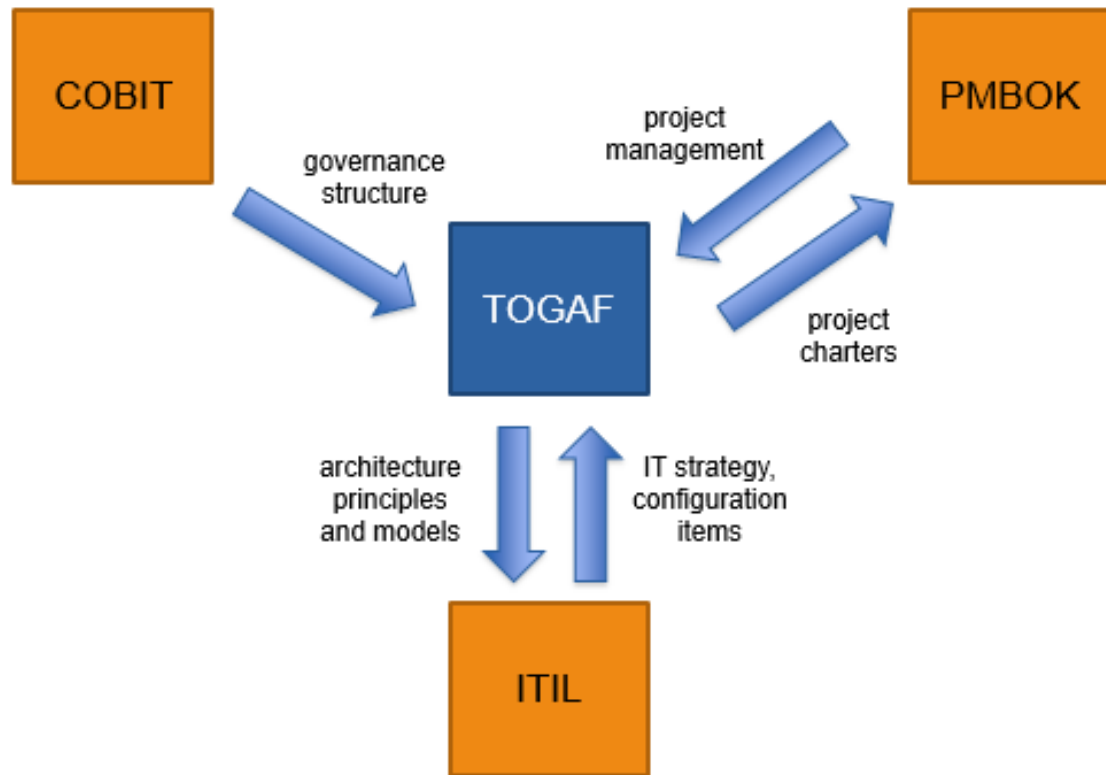 COBIT
PMBOK
project
management
governance
structure
TOGAF
project
charters
architecture
principles
and models
IT strategy,
configuration
items
ITIL